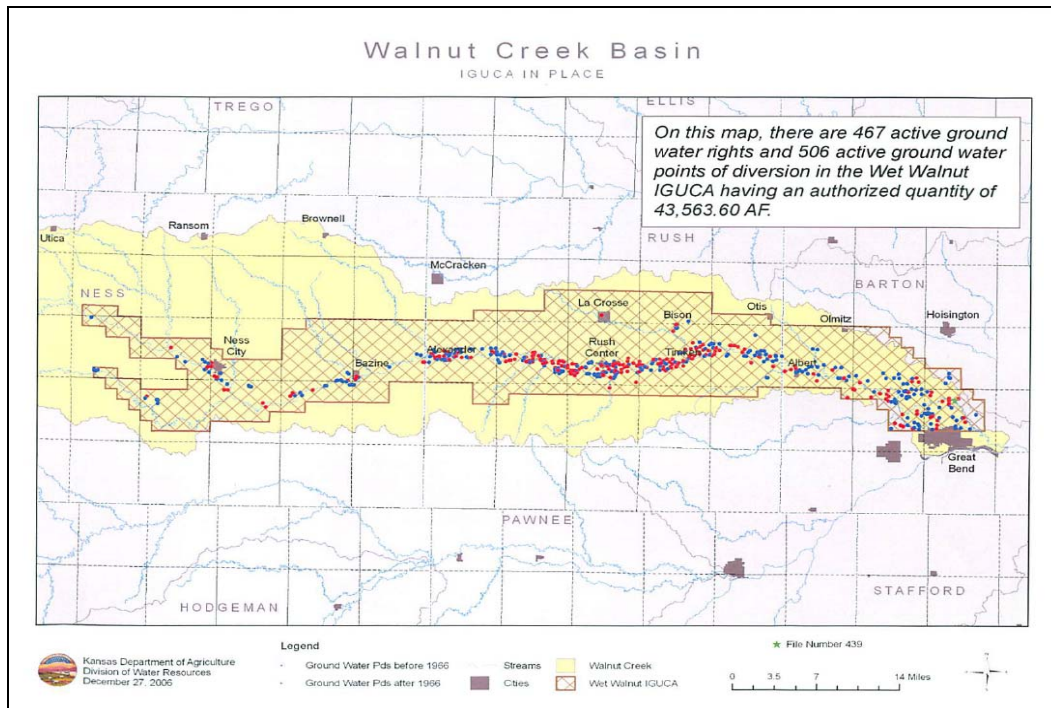 Walnut Creek Basin
IGUCA IN PLACE
TREGO
ELLIS
On this map, there are 467 active ground
water rights and 506 active ground water
points of diversion in the Wet Walnut
IGUCA having an authorized quantity of
43,563.60 AF.
Utica
Ransom
Brownell
McCracken
RUSH
NESS
BARTON
La Crosse
Bison
Otis
Olmitz
Hoisington
Ness
City
Bazine
Alexander
Rush
Center
Timken
Albert
Great
Bend
PAWNEE
HODGEMAN
STAFFORD
Kansas Department of Agriculture
Division of Water Resources
December 27, 2006
Legend
Ground Water Pds before 1966
Ground Water Pds after 1966
Streams
Cities
Walnut Creek
Wet Walnut IGUCA
File Number 439
0 3.5 7 14 Miles